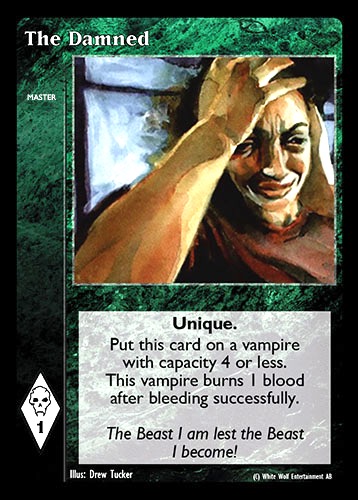 The Damned
MASTER
Unique.
Put this card on a vampire
with capacity 4 or less.
This vampire burns 1 blood
after bleeding successfully.
The Beast I am lest the Beast
I become!
1
Illus: Drew Tucker
(C) White Wolf Entertainment AB